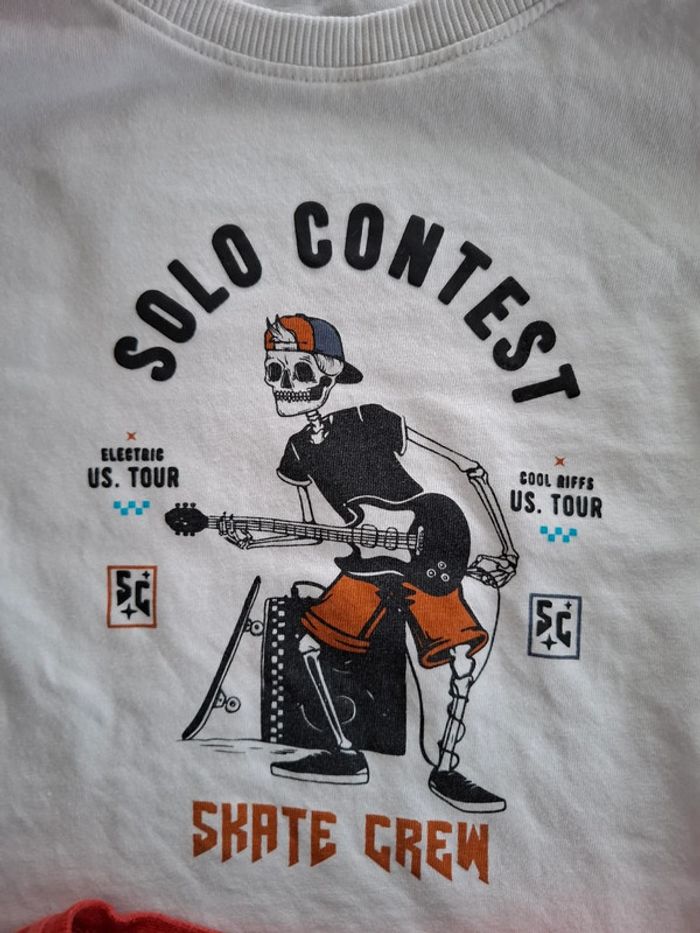 SOLO CONTEST
ELECTRIC
US. TOUR
COOL RIFFS
US. TOUR
SC
SC
SKATE CREW